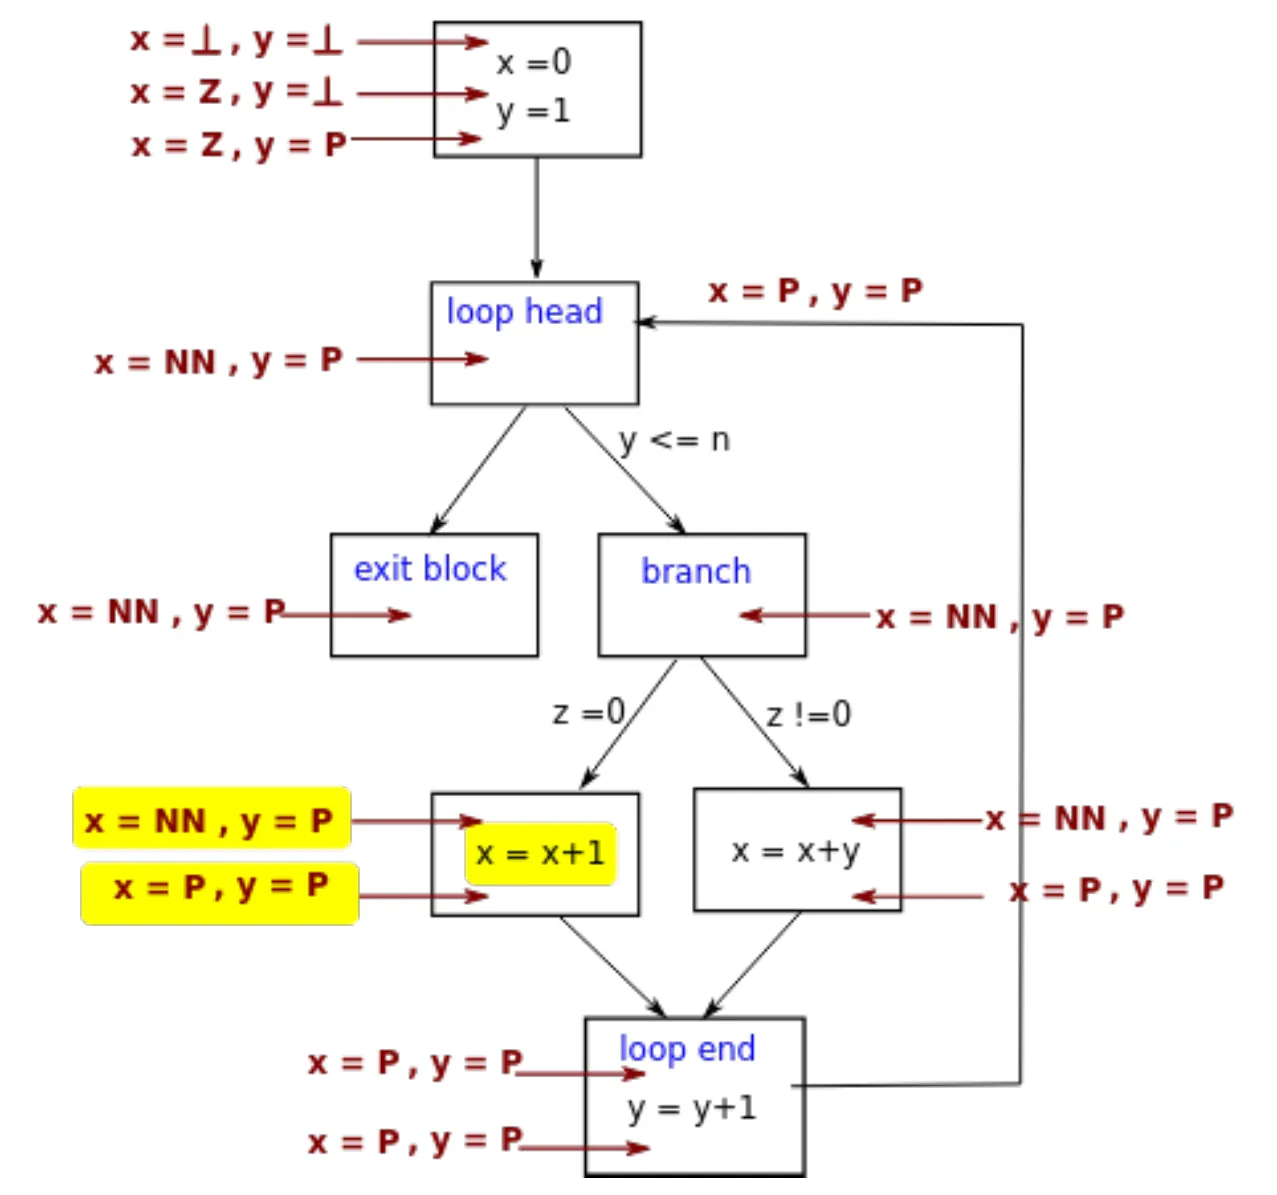 x =⊥, y =⊥
x =0
x = Z, y =⊥
y =1
x = Z, y = P
x = P, y = P
loop head
x = NN, y = P
y <= n
exit block
branch
x = NN, y = P
x = NN, y = P
z =0
z !=0
x = NN, y = P
x = NN, y = P
x = x+1
x = x+y
x = P, y = P
x = P, y = P
loop end
x = P, y = P
y = y+1
x = P, y = P